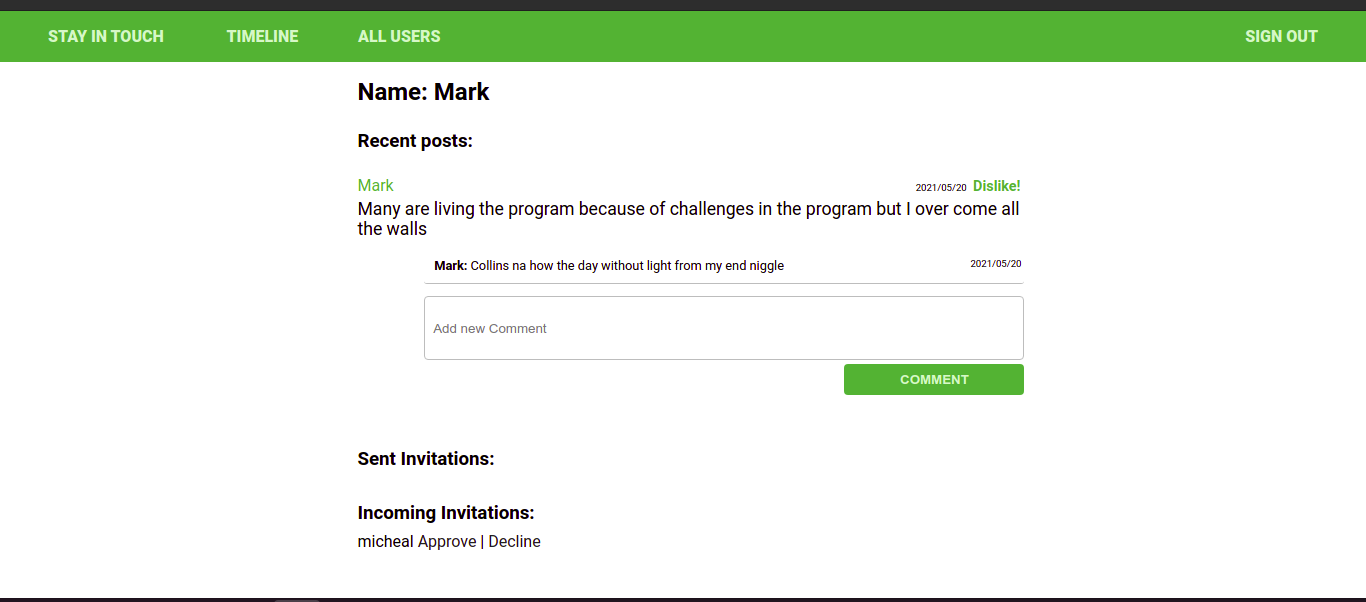 STAY IN TOUCH TIMELINE ALL USERS SIGN OUT
Name: Mark
Recent posts:
Mark 2021/05/20 Dislike!
Many are living the program because of challenges in the program but I over come all
the walls
Mark: Collins na how the day without light from my end niggle 2021/05/20
Add new Comment
COMMENT
Sent Invitations:
Incoming Invitations:
micheal Approve | Decline